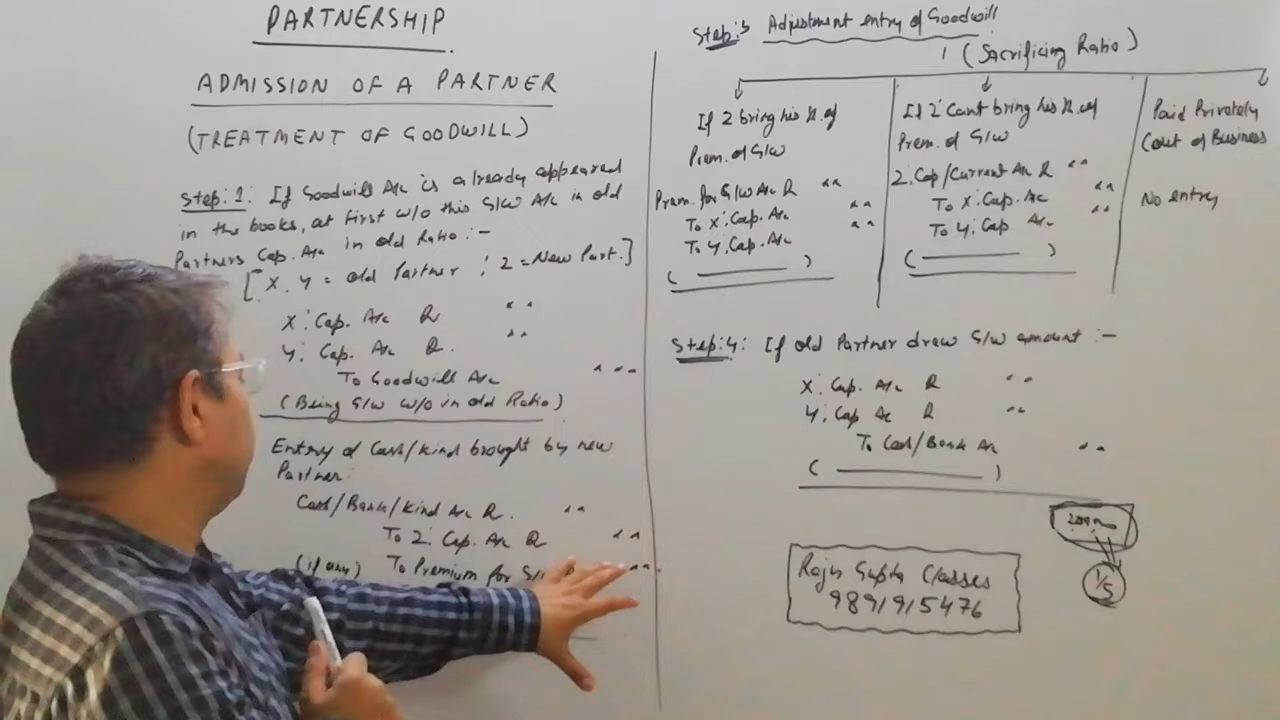 PARTNERSHIP
ADMISSION OF A PARTNER
(TREATMENT OF GOODWILL)
Step:1: If Goodwill A/c is already appeared
in the books, at first w/o this G/W A/c in old
Partners Cap. A/c in old Ratio :-
[X, Y = old Partner ; Z = New Part.]
X: Cap. A/c Dr
Y: Cap. A/c Dr.
To Goodwill A/c
(Being G/W w/o in old Ratio)
Entry of Cash/kind brought by new
Partner:
Cash/Bank/Kind A/c Dr.
To Z: Cap. A/c Dr
(if any) To Premium for
Step:3 Adjustment entry of Goodwill
(Sacrificing Ratio)
If Z bring his sh. of
Prem. of G/W
Prem. for G/W A/c Dr
To X: Cap. A/c
To Y: Cap. A/c
( )
If Z Cant bring his sh. of
Prem. of G/W
Z: Cap/Current A/c Dr
To X: Cap. A/c
To Y: Cap A/c
( )
Paid Privately
(out of Business
No entry
Step:4: If old Partner draw G/W amount :-
X: Cap. A/c Dr
Y: Cap A/c Dr
To Cash/Bank A/c
( )
1/5
Rajiv Gupta Classes
9891915476